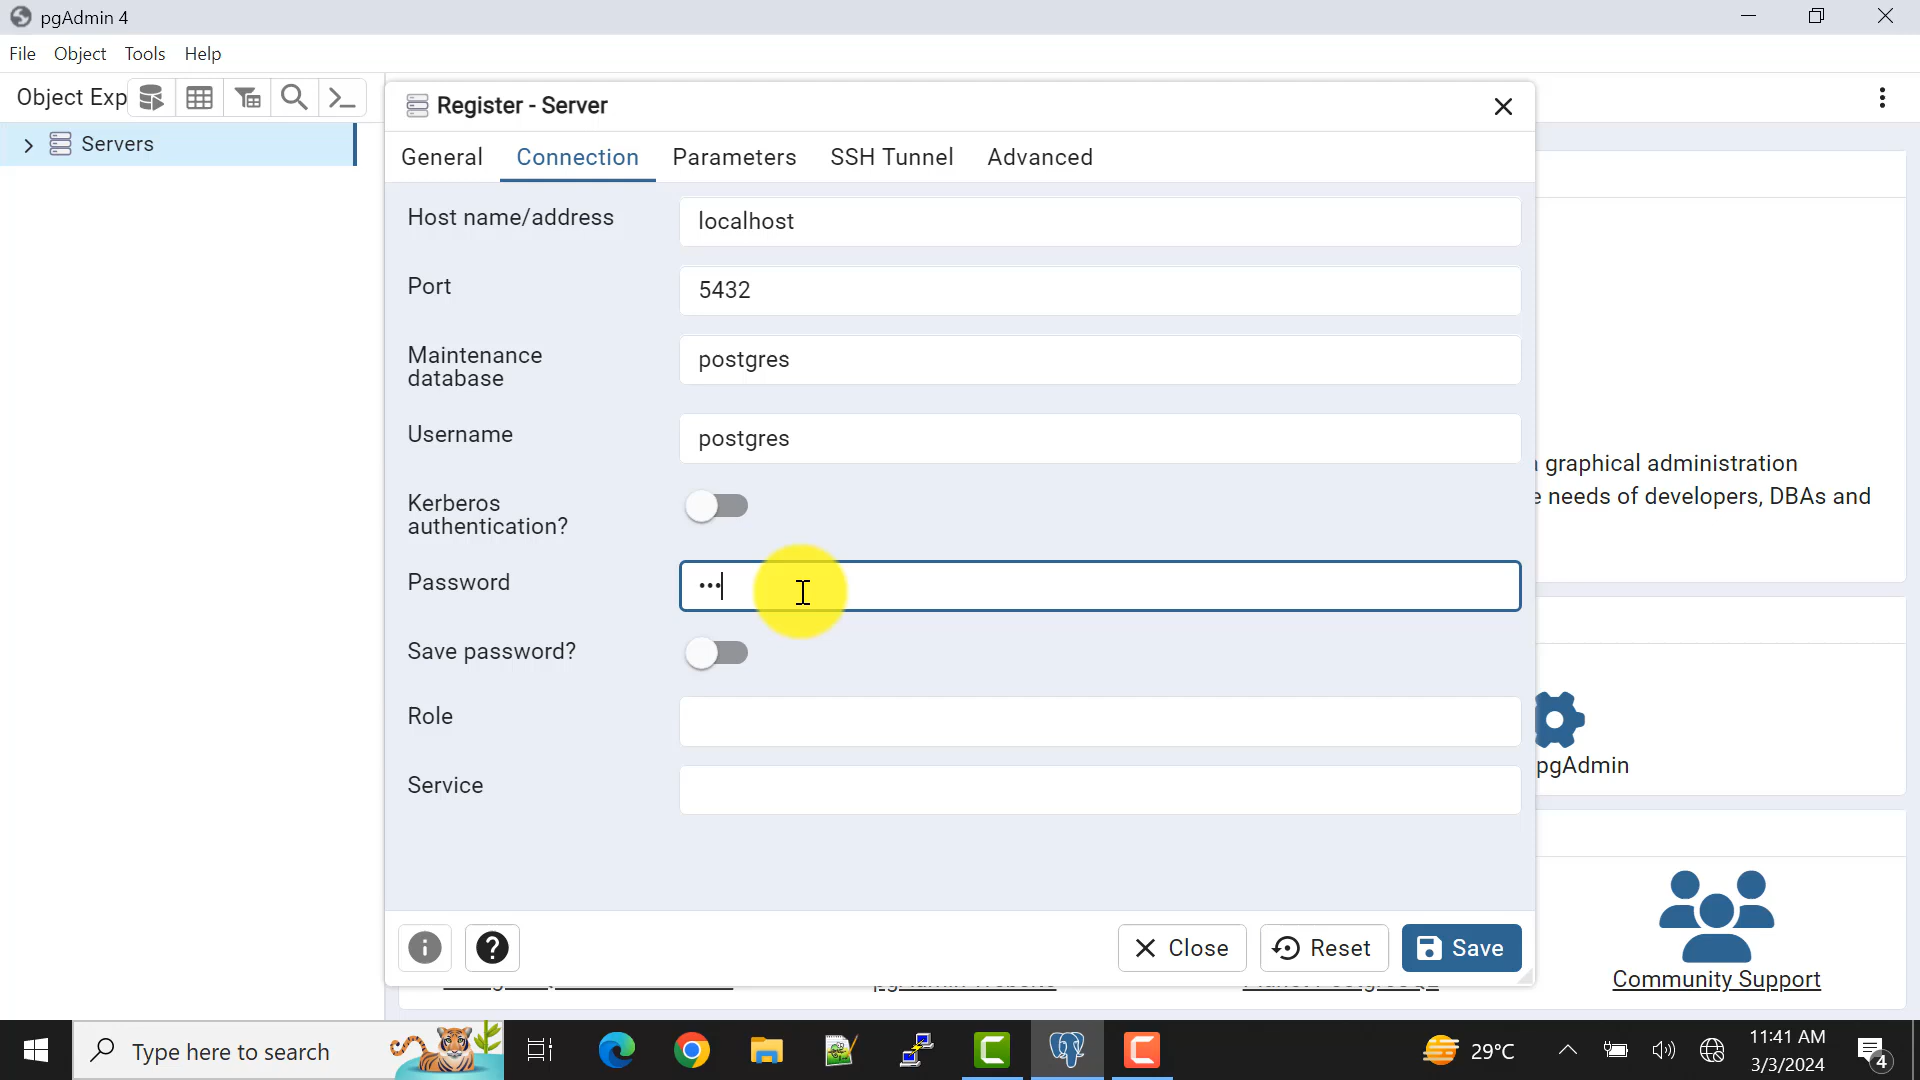 pgAdmin 4
File Object Tools Help
Object Exp
Servers
Register - Server
General Connection Parameters SSH Tunnel Advanced
Host name/address
localhost
Port
5432
Maintenance
database
postgres
Username
postgres
Kerberos
authentication?
Password
•••
Save password?
Role
Service
Close Reset Save
graphical administration
needs of developers, DBAs and
pgAdmin
Community Support
Type here to search
29°C
11:41 AM
3/3/2024
4